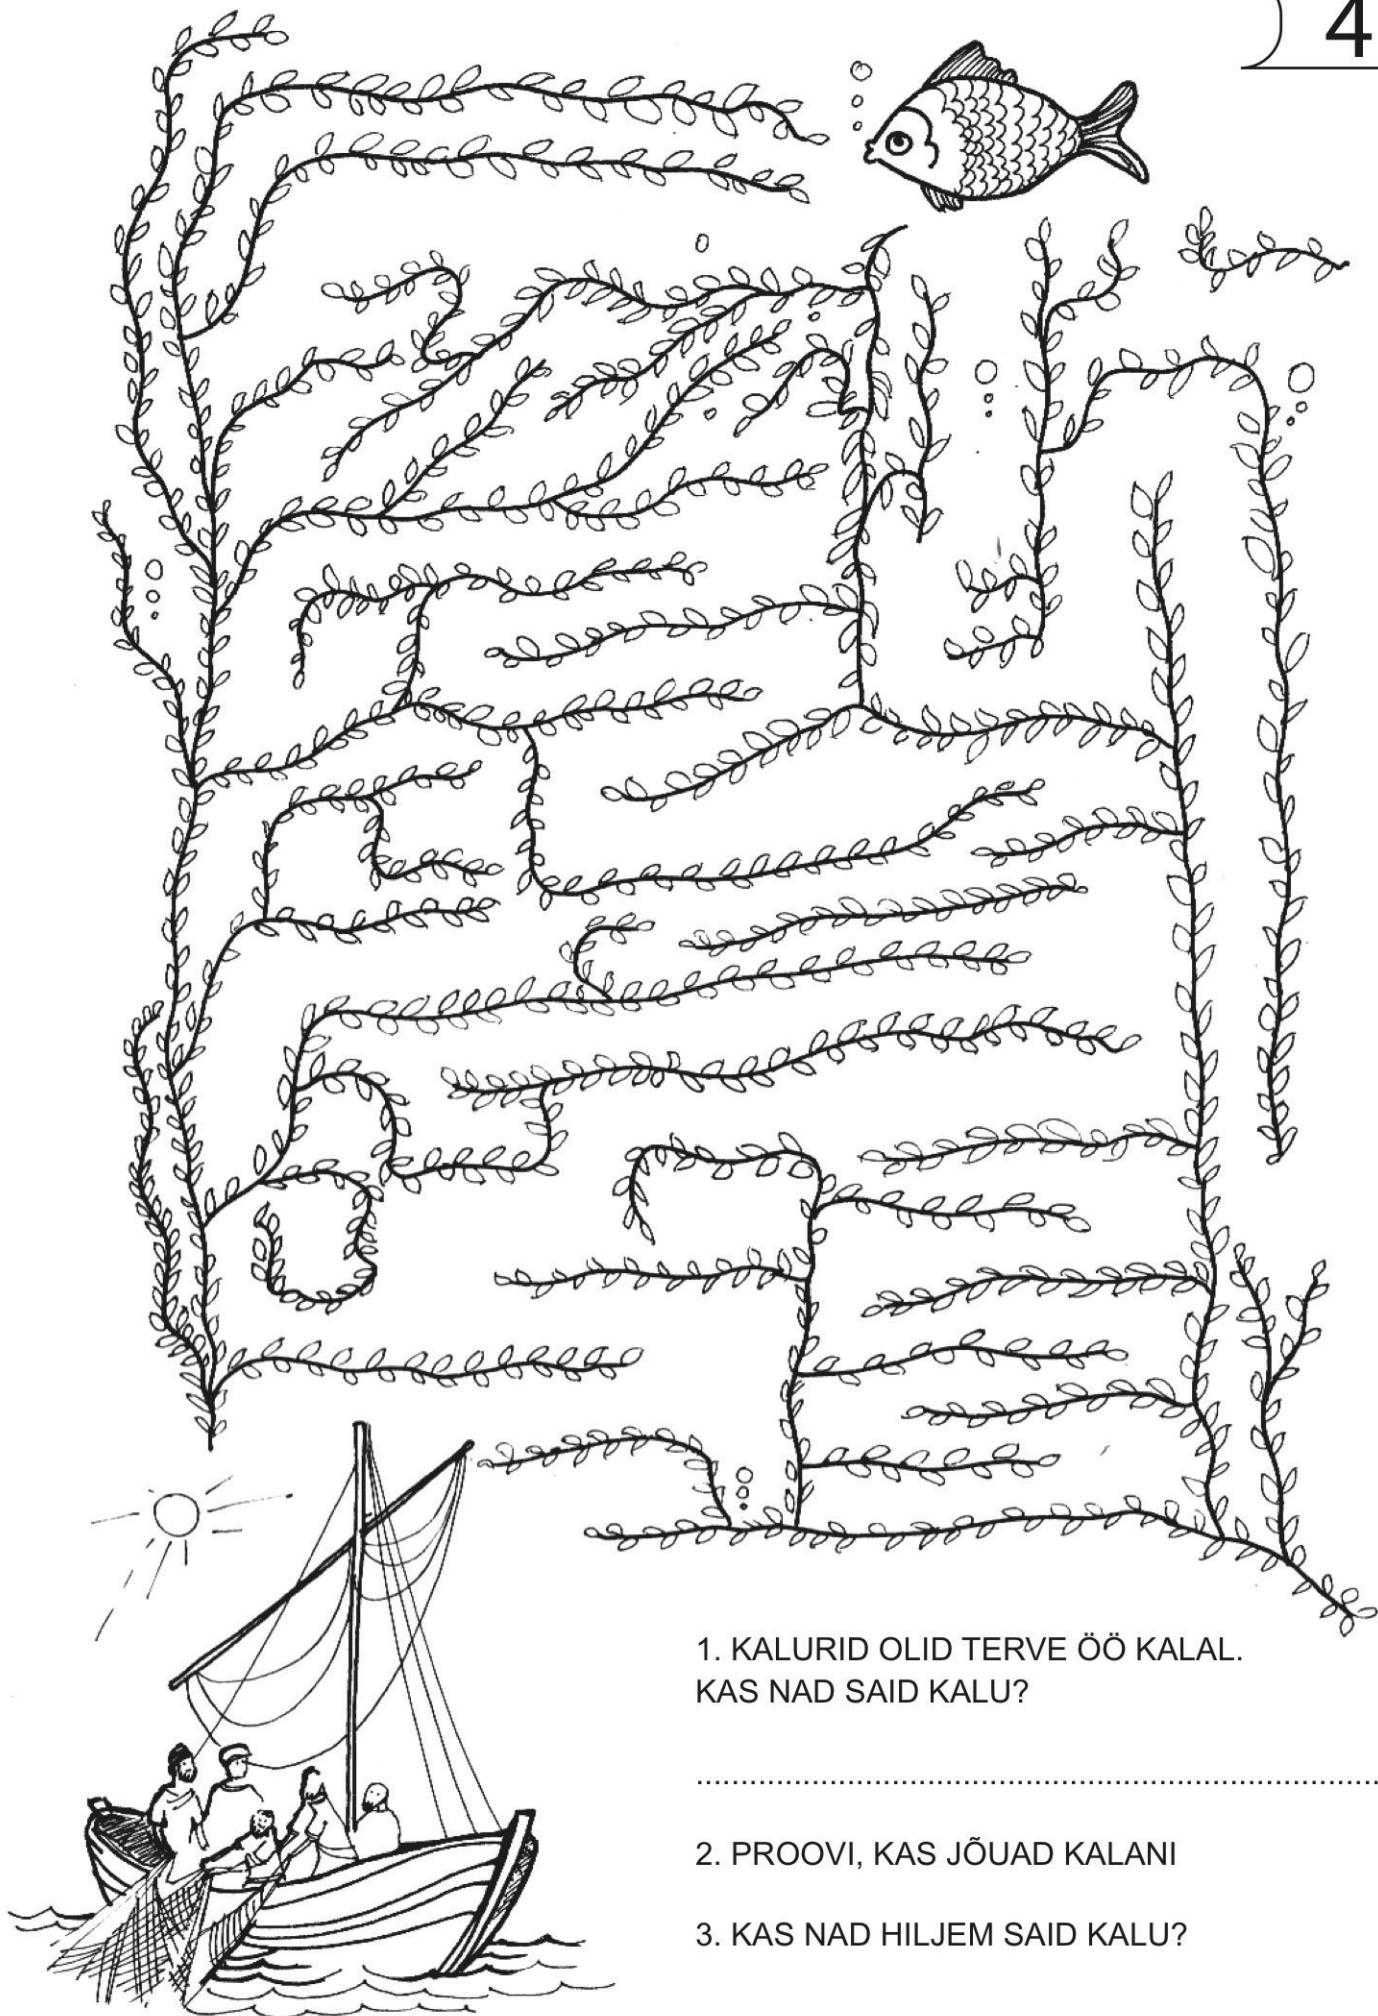 4
1. KALURID OLID TERVE ÖÖ KALAL.
KAS NAD SAID KALU?
2. PROOVI, KAS JÕUAD KALANI
3. KAS NAD HILJEM SAID KALU?